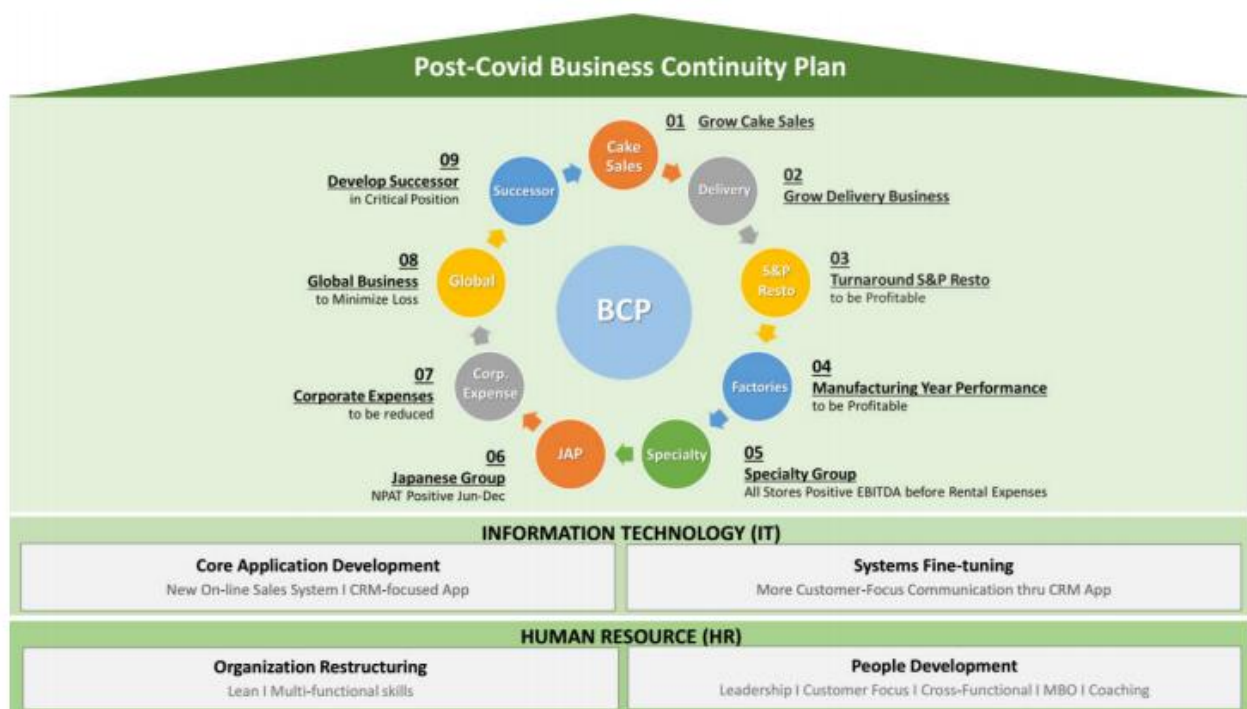 Post-Covid Business Continuity Plan
01 Grow Cake Sales
Cake
Sales
02
Grow Delivery Business
Delivery
03
Turnaround S&P Resto
to be Profitable
S&P
Resto
04
Manufacturing Year Performance
to be Profitable
Factories
05
Specialty Group
All Stores Positive EBITDA before Rental Expenses
Specialty
06
Japanese Group
NPAT Positive Jun-Dec
JAP
07
Corporate Expenses
to be reduced
Corp.
Expense
08
Global Business
to Minimize Loss
Global
09
Develop Successor
in Critical Position
Successor
BCP
INFORMATION TECHNOLOGY (IT)
Core Application Development
New On-line Sales System I CRM-focused App
Systems Fine-tuning
More Customer-Focus Communication thru CRM App
HUMAN RESOURCE (HR)
Organization Restructuring
Lean I Multi-functional skills
People Development
Leadership I Customer Focus I Cross-Functional I MBO I Coaching